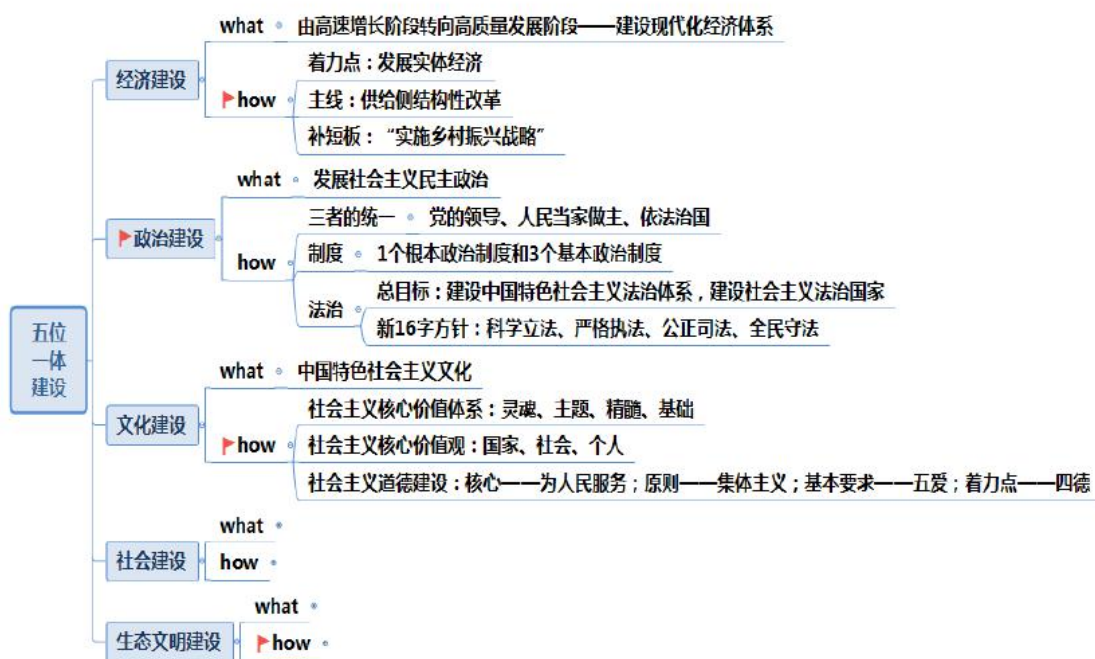 what
由高速增长阶段转向高质量发展阶段——建设现代化经济体系
经济建设
着力点：发展实体经济
how
主线：供给侧结构性改革
补短板：“实施乡村振兴战略”
what
发展社会主义民主政治
三者的统一
党的领导、人民当家做主、依法治国
政治建设
how
制度
1个根本政治制度和3个基本政治制度
法治
总目标：建设中国特色社会主义法治体系，建设社会主义法治国家
新16字方针：科学立法、严格执法、公正司法、全民守法
五位
一体
建设
what
中国特色社会主义文化
文化建设
社会主义核心价值体系：灵魂、主题、精髓、基础
how
社会主义核心价值观：国家、社会、个人
社会主义道德建设：核心——为人民服务；原则——集体主义；基本要求——五爱；着力点——四德
what
社会建设
how
what
生态文明建设
how